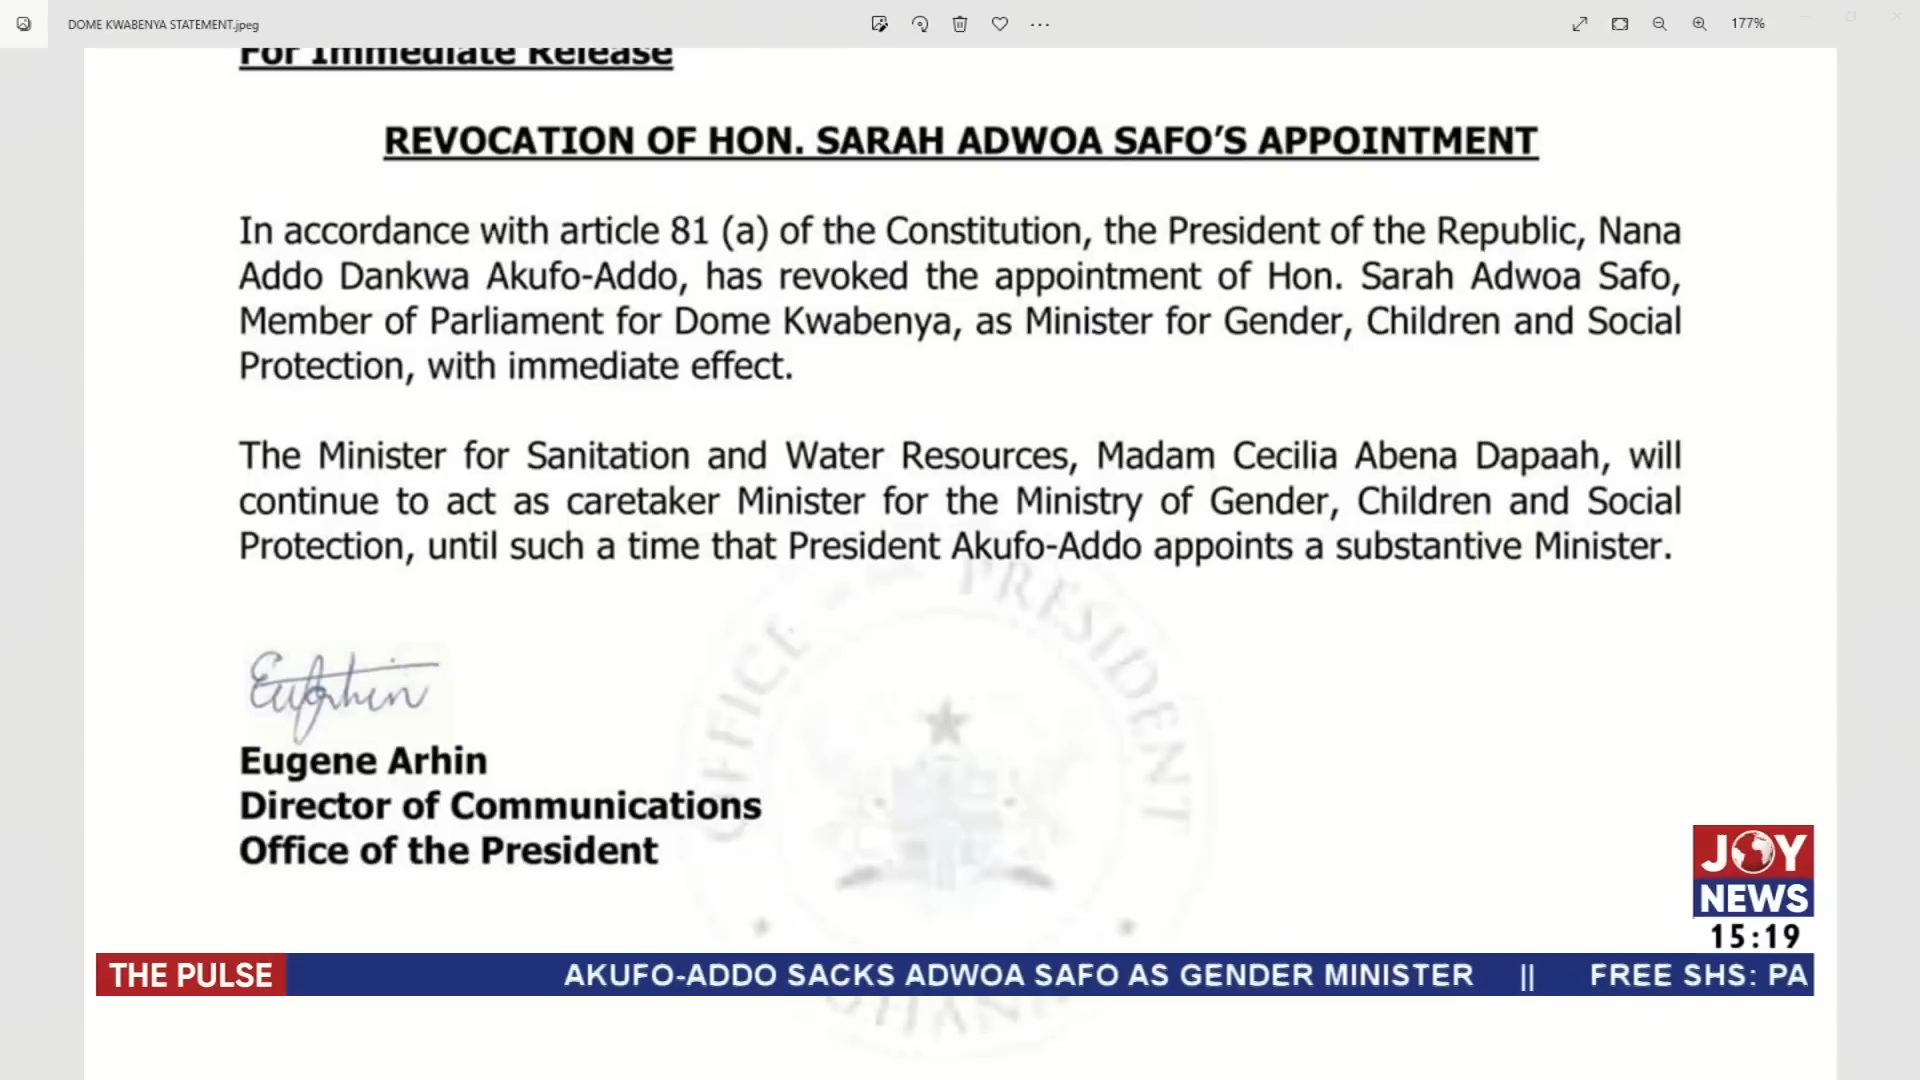 DOME KWABENYA STATEMENT.jpeg
177%
For Immediate Release
REVOCATION OF HON. SARAH ADWOA SAFO'S APPOINTMENT
In accordance with article 81 (a) of the Constitution, the President of the Republic, Nana
Addo Dankwa Akufo-Addo, has revoked the appointment of Hon. Sarah Adwoa Safo,
Member of Parliament for Dome Kwabenya, as Minister for Gender, Children and Social
Protection, with immediate effect.
The Minister for Sanitation and Water Resources, Madam Cecilia Abena Dapaah, will
continue to act as caretaker Minister for the Ministry of Gender, Children and Social
Protection, until such a time that President Akufo-Addo appoints a substantive Minister.
OFFICE PRESIDENT
Eugene Arhin
Director of Communications
Office of the President
JOY
NEWS
15:19
THE PULSE AKUFO-ADDO SACKS ADWOA SAFO AS GENDER MINISTER || FREE SHS: PA
GHANA